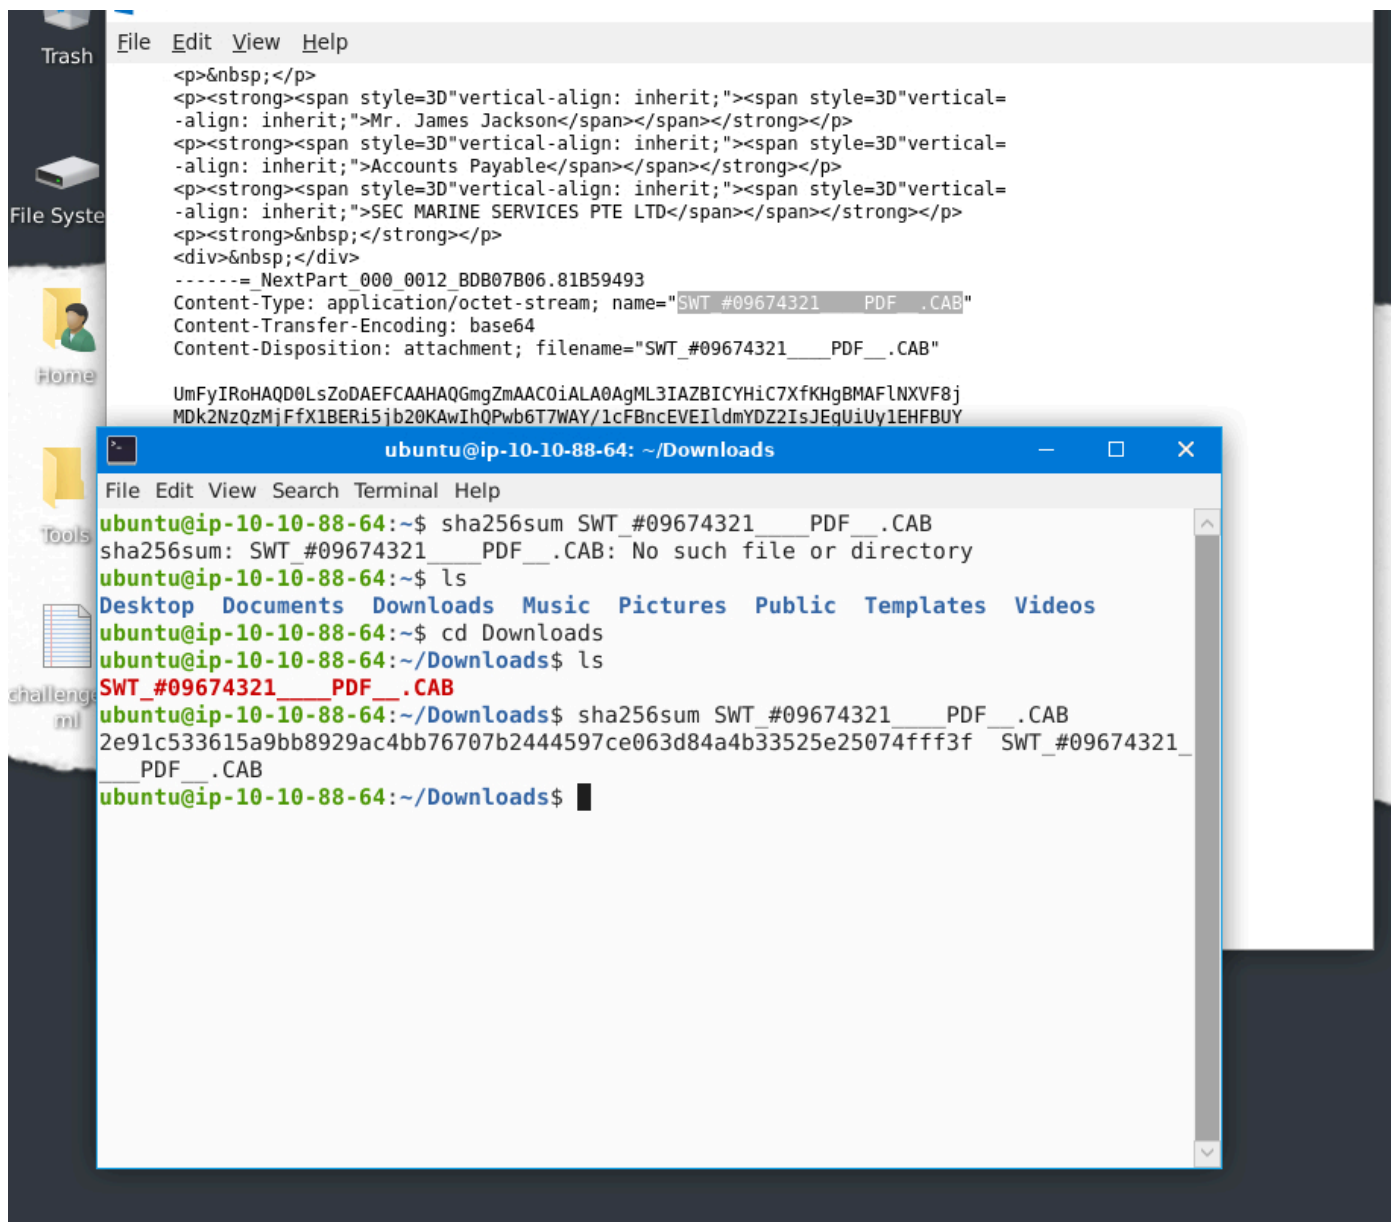 Trash
File Syste
Home
Tools
challenge
ml
File Edit View Help
<p>&nbsp;</p>
<p><strong><span style=3D"vertical-align: inherit;"><span style=3D"vertical=
-align: inherit;">Mr. James Jackson</span></span></strong></p>
<p><strong><span style=3D"vertical-align: inherit;"><span style=3D"vertical=
-align: inherit;">Accounts Payable</span></span></strong></p>
<p><strong><span style=3D"vertical-align: inherit;"><span style=3D"vertical=
-align: inherit;">SEC MARINE SERVICES PTE LTD</span></span></strong></p>
<p><strong>&nbsp;</strong></p>
<div>&nbsp;</div>
------=_NextPart_000_0012_BDB07B06.81B59493
Content-Type: application/octet-stream; name="SWT_#09674321____PDF__.CAB"
Content-Transfer-Encoding: base64
Content-Disposition: attachment; filename="SWT_#09674321____PDF__.CAB"
UmFyIRoHAQD0LsZoDAEFCAAHAQGmgZmAACOiALA0AgML3IAZBICYHiC7XfKHgBMAFlNXVF8j
MDk2NzQzMjFfX1BERi5jb20KAwIhQPwb6T7WAY/1cFBncEVEIldmYDZ2IsJEqUiUy1EHFBUY
ubuntu@ip-10-10-88-64: ~/Downloads
File Edit View Search Terminal Help
ubuntu@ip-10-10-88-64:~$ sha256sum SWT_#09674321____PDF__.CAB
sha256sum: SWT_#09674321____PDF__.CAB: No such file or directory
ubuntu@ip-10-10-88-64:~$ ls
Desktop Documents Downloads Music Pictures Public Templates Videos
ubuntu@ip-10-10-88-64:~$ cd Downloads
ubuntu@ip-10-10-88-64:~/Downloads$ ls
SWT_#09674321____PDF__.CAB
ubuntu@ip-10-10-88-64:~/Downloads$ sha256sum SWT_#09674321____PDF__.CAB
2e91c533615a9bb8929ac4bb76707b2444597ce063d84a4b33525e25074fff3f SWT_#09674321_
___PDF__.CAB
ubuntu@ip-10-10-88-64:~/Downloads$